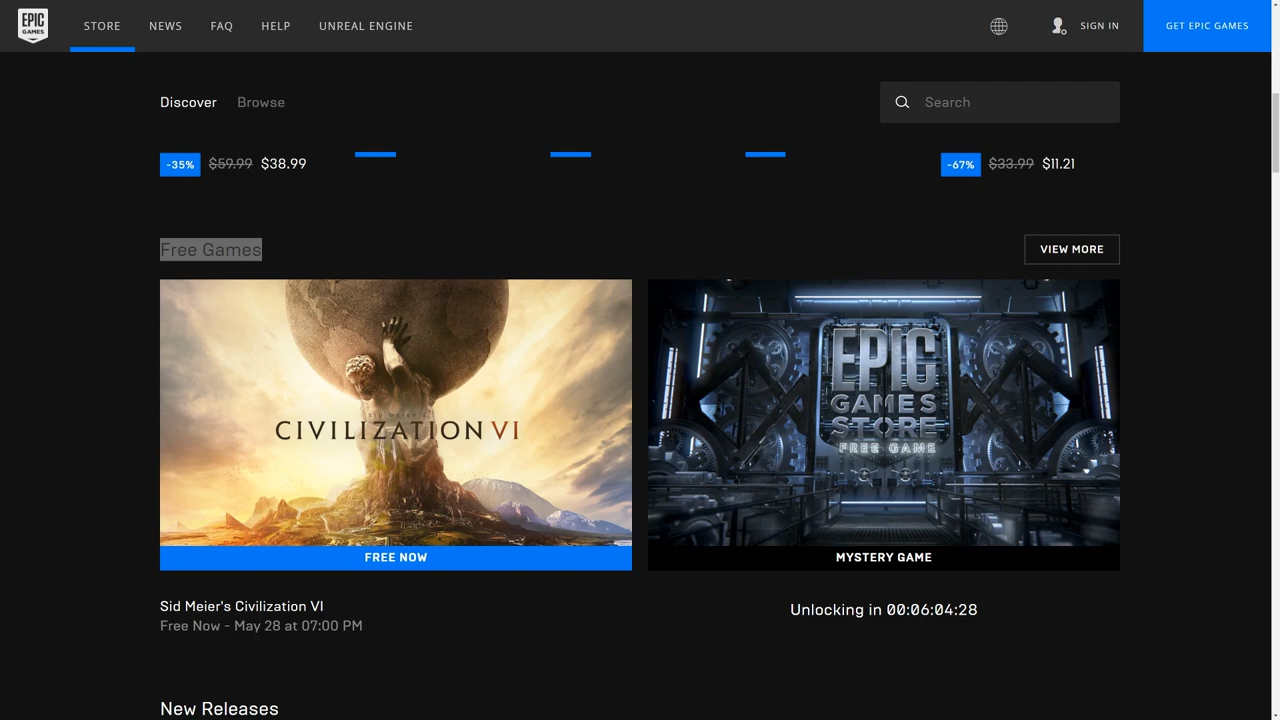 EPIC GAMES
STORE NEWS FAQ HELP UNREAL ENGINE SIGN IN GET EPIC GAMES
Discover Browse Search
-35% $59.99 $38.99 -67% $33.99 $11.21
Free Games VIEW MORE
SID MEIER'S
CIVILIZATION VI
EPIC
GAMES
STORE
FREE GAME
FREE NOW MYSTERY GAME
Sid Meier's Civilization VI
Free Now - May 28 at 07:00 PM
Unlocking in 00:06:04:28
New Releases